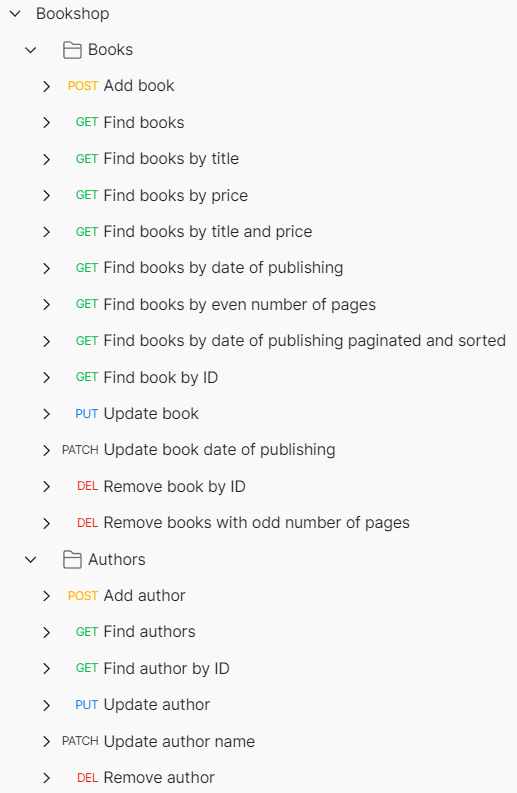 Bookshop
Books
POST Add book
GET Find books
GET Find books by title
GET Find books by price
GET Find books by title and price
GET Find books by date of publishing
GET Find books by even number of pages
GET Find books by date of publishing paginated and sorted
GET Find book by ID
PUT Update book
PATCH Update book date of publishing
DEL Remove book by ID
DEL Remove books with odd number of pages
Authors
POST Add author
GET Find authors
GET Find author by ID
PUT Update author
PATCH Update author name
DEL Remove author